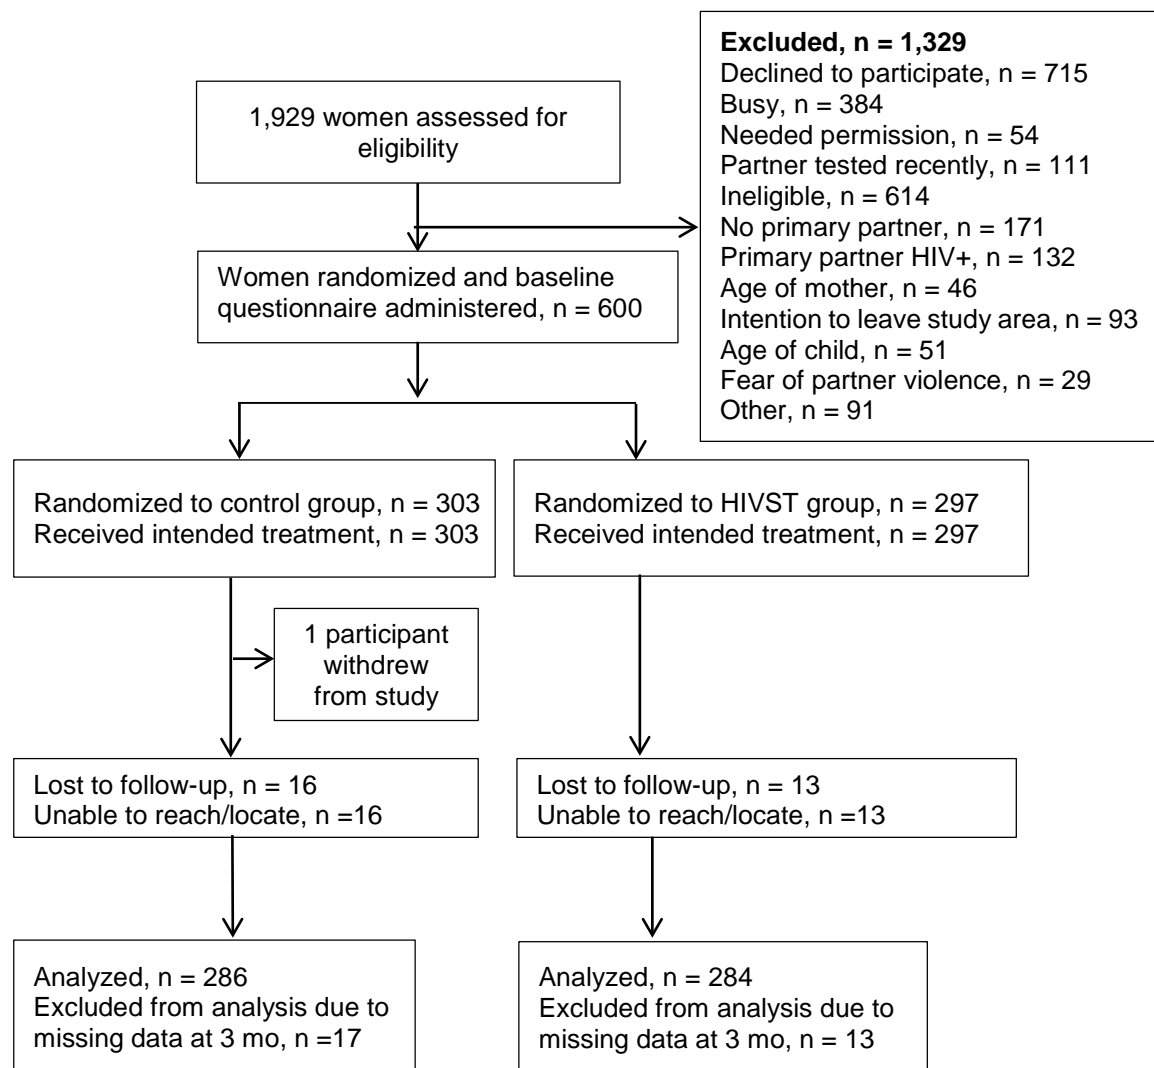 1,929 women assessed for
eligibility
Excluded, n = 1,329
Declined to participate, n = 715
Busy, n = 384
Needed permission, n = 54
Partner tested recently, n = 111
Ineligible, n = 614
No primary partner, n = 171
Primary partner HIV+, n = 132
Age of mother, n = 46
Intention to leave study area, n = 93
Age of child, n = 51
Fear of partner violence, n = 29
Other, n = 91
Women randomized and baseline
questionnaire administered, n = 600
Randomized to control group, n = 303
Received intended treatment, n = 303
Randomized to HIVST group, n = 297
Received intended treatment, n = 297
1 participant
withdrew
from study
Lost to follow-up, n = 16
Unable to reach/locate, n =16
Lost to follow-up, n = 13
Unable to reach/locate, n =13
Analyzed, n = 286
Excluded from analysis due to
missing data at 3 mo, n =17
Analyzed, n = 284
Excluded from analysis due to
missing data at 3 mo, n = 13